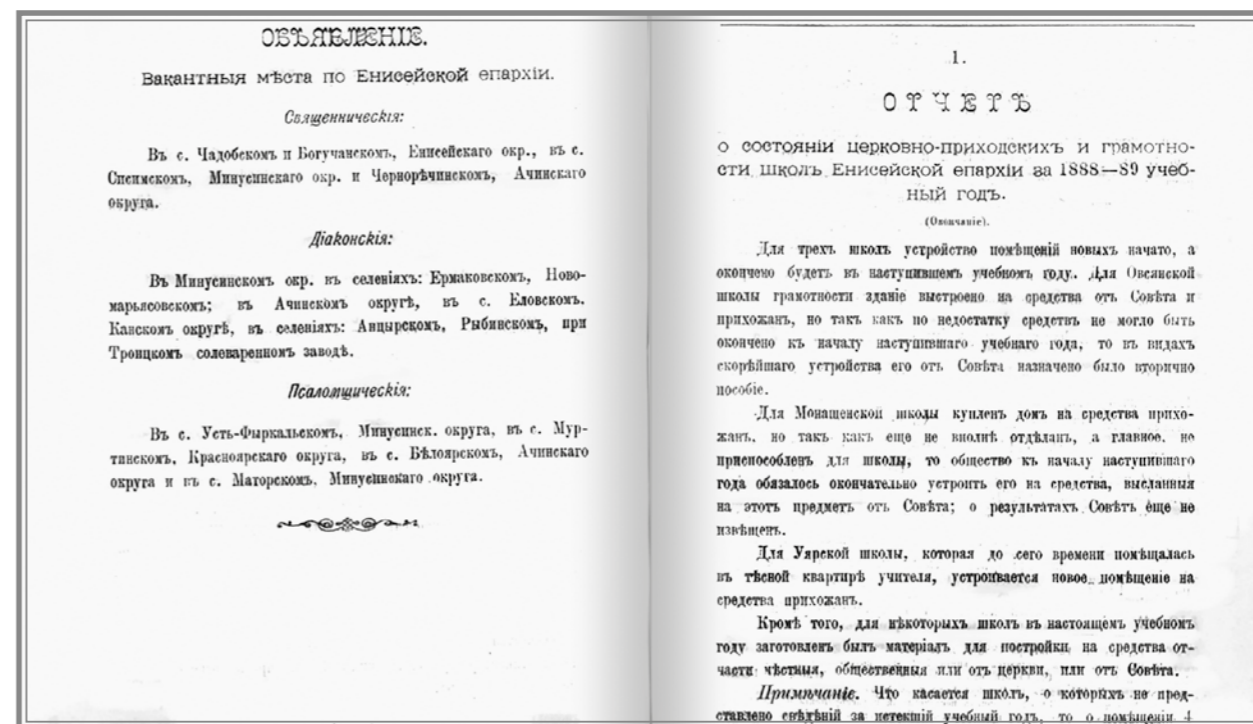 ОБЪЯВЛЕНІЕ.
Вакантныя мѣста по Енисейской епархіи.
Священническія:
Въ с. Чадобскомъ и Богучанскомъ, Енисейскаго окр., въ с.
Сисимскомъ, Минусинскаго окр. и Чернорѣчинскомъ, Ачинскаго
округа.
Діаконскія:
Въ Минусинскомъ окр. въ селеніяхъ: Ермаковскомъ, Ново-
марьясовскомъ; въ Ачинскомъ округѣ, въ с. Еловскомъ.
Канскомъ округѣ, въ селеніяхъ: Анцырскомъ, Рыбинскомъ, при
Троицкомъ солеваренномъ заводѣ.
Псаломщическія:
Въ с. Усть-Фыркальскомъ, Минусинск. округа, въ с. Мур-
тинскомъ, Красноярскаго округа, въ с. Бѣлоярскомъ, Ачинскаго
округа и въ с. Маторскомъ, Минусинскаго округа.
1.
ОТЧЕТЪ
о состояніи церковно-приходскихъ и грамотно-
сти школъ Енисейской епархіи за 1888—89 учеб-
ный годъ.
(Окончаніе).
Для трехъ школъ устройство помѣщеній новыхъ начато, а
окончено будетъ въ наступившемъ учебномъ году. Для Овсянской
школы грамотности зданіе выстроено на средства отъ Совѣта и
прихожанъ, но такъ какъ по недостатку средствъ не могло быть
окончено къ началу наступившаго учебнаго года, то въ видахъ
скорѣйшаго устройства его отъ Совѣта назначено было вторично
пособіе.
Для Монашенской школы купленъ домъ на средства прихо-
жанъ, но такъ какъ еще не вполнѣ отдѣланъ, а главное, не
приспособленъ для школы, то общество къ началу наступившаго
года обязалось окончательно устроить его на средства, высланныя
на этотъ предметъ отъ Совѣта; о результатахъ Совѣтъ еще не
извѣщенъ.
Для Уярской школы, которая до сего времени помѣщалась
въ тѣсной квартирѣ учителя, устроивается новое помѣщеніе на
средства прихожанъ.
Кромѣ того, для нѣкоторыхъ школъ въ настоящемъ учебномъ
году заготовленъ былъ матеріалъ для постройки на средства от-
части чѣстныя, общественныя или отъ церкви, или отъ Совѣта.
Примѣчаніе. Что касается школъ, о которыхъ не пред-
ставлено свѣдѣній за истекшій учебный годъ, то о помѣщеніи